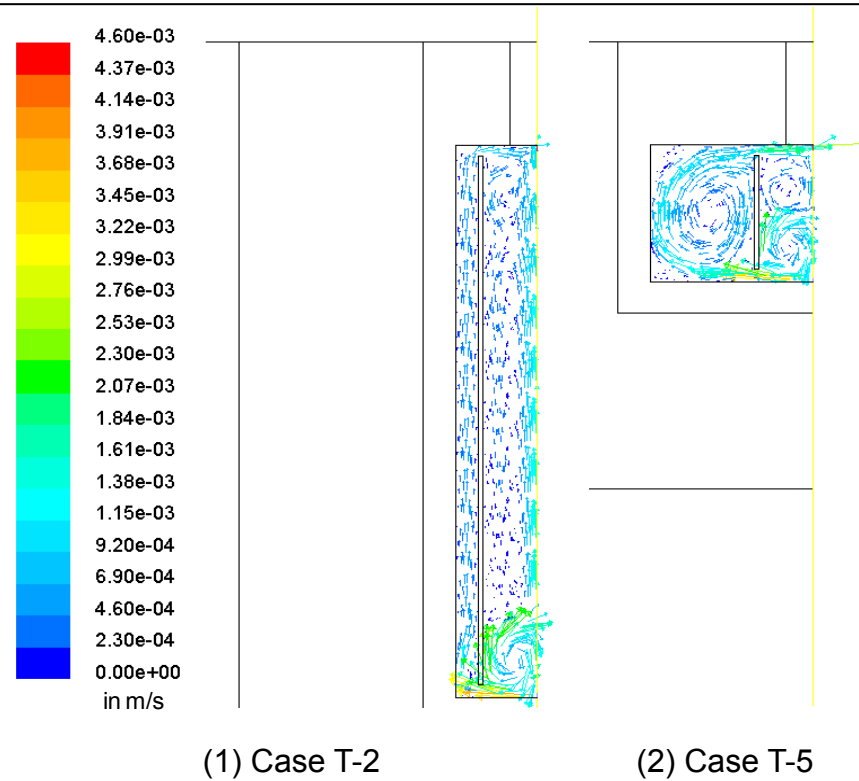 4.60e-03
4.37e-03
4.14e-03
3.91e-03
3.68e-03
3.45e-03
3.22e-03
2.99e-03
2.76e-03
2.53e-03
2.30e-03
2.07e-03
1.84e-03
1.61e-03
1.38e-03
1.15e-03
9.20e-04
6.90e-04
4.60e-04
2.30e-04
0.00e+00
in m/s
(1) Case T-2
(2) Case T-5